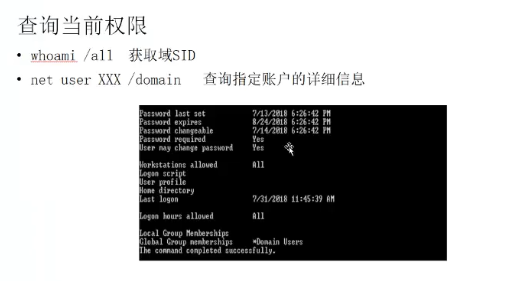 查询当前权限
• whoami /all 获取域SID
• net user XXX /domain 查询指定账户的详细信息
Password last set 7/13/2018 6:26:42 PM
Password expires 8/24/2018 6:26:42 PM
Password changeable 7/14/2018 6:26:42 PM
Password required Yes
User may change password Yes
Workstations allowed All
Logon script
User profile
Home directory
Last logon 7/31/2018 11:45:39 AM
Logon hours allowed All
Local Group Memberships
Global Group memberships *Domain Users
The command completed successfully.